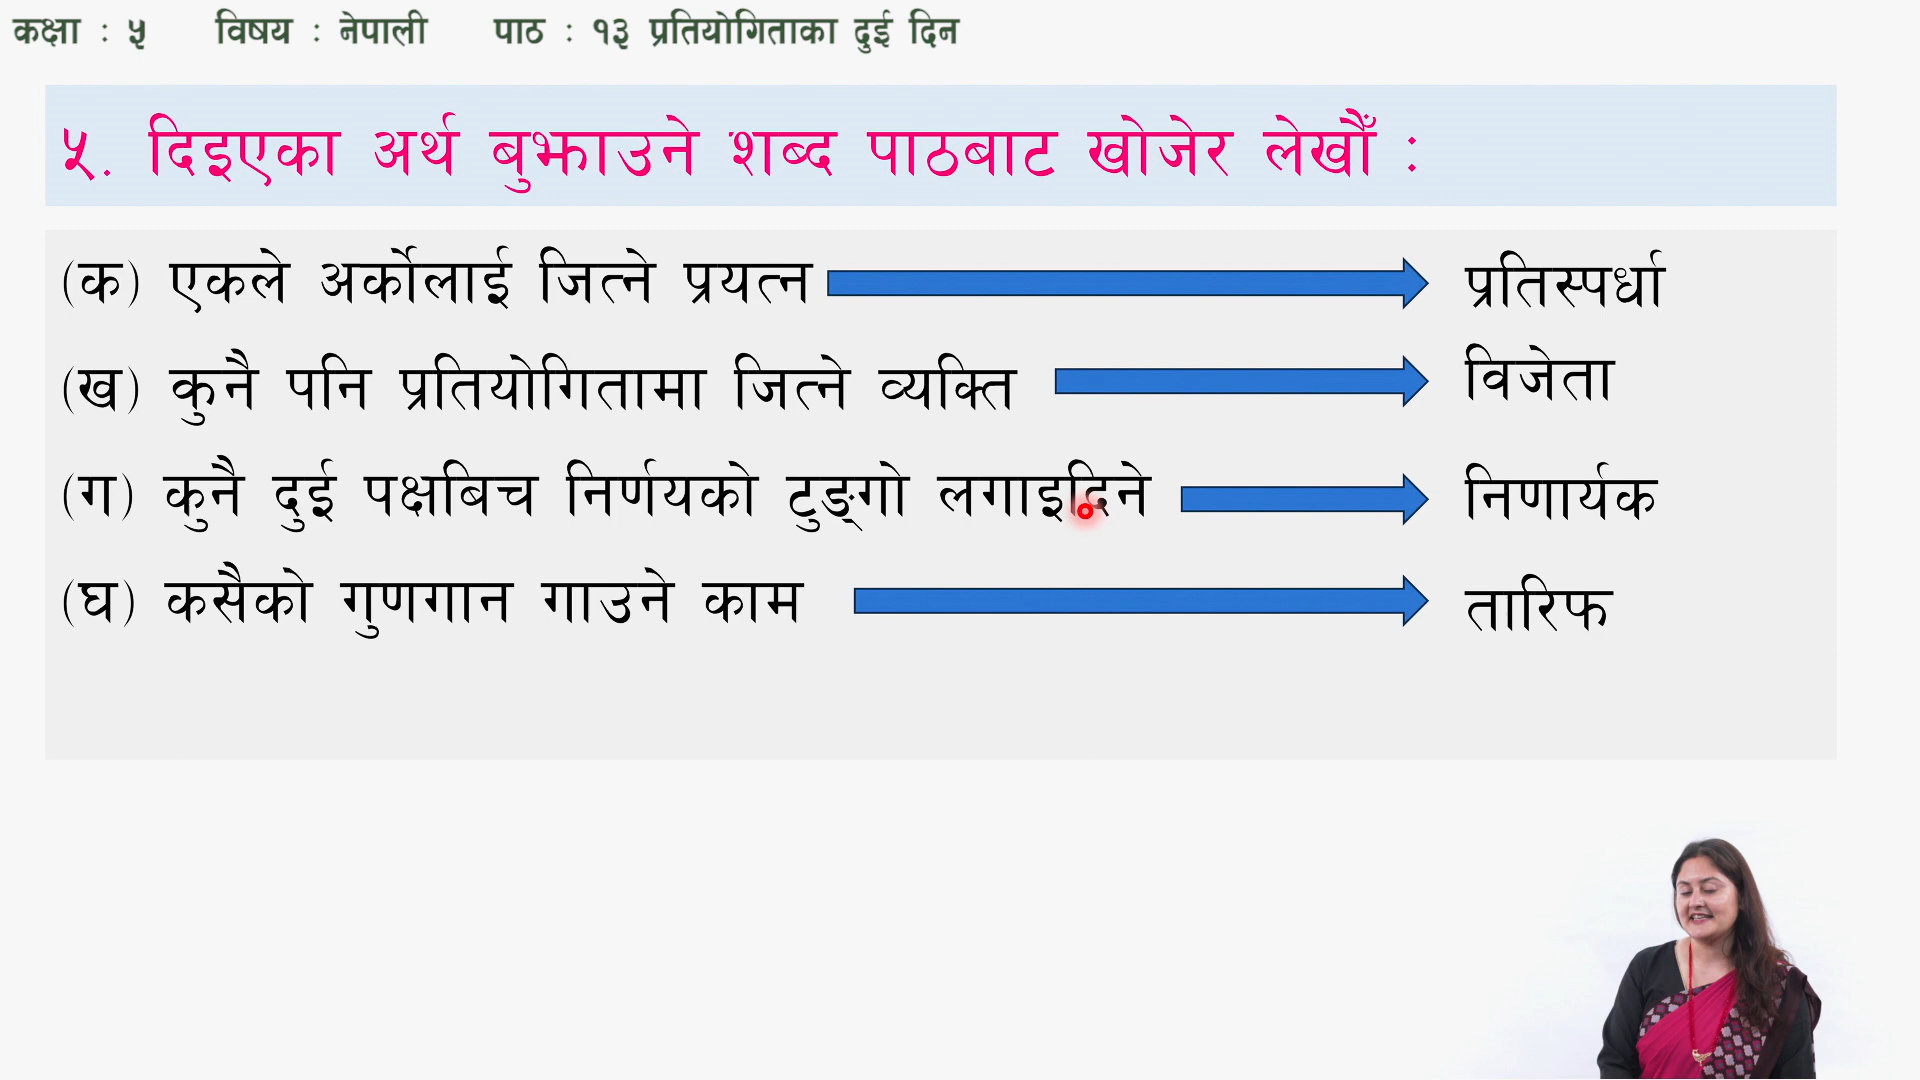 कक्षा : ५ विषय : नेपाली पाठ : १३ प्रतियोगिताका दुई दिन
५. दिइएका अर्थ बुझाउने शब्द पाठबाट खोजेर लेखौँ :
(क) एकले अर्कोलाई जित्ने प्रयत्न प्रतिस्पर्धा
(ख) कुनै पनि प्रतियोगितामा जित्ने व्यक्ति विजेता
(ग) कुनै दुई पक्षबिच निर्णयको टुङ्गो लगाइदिने निणार्यक
(घ) कसैको गुणगान गाउने काम तारिफ